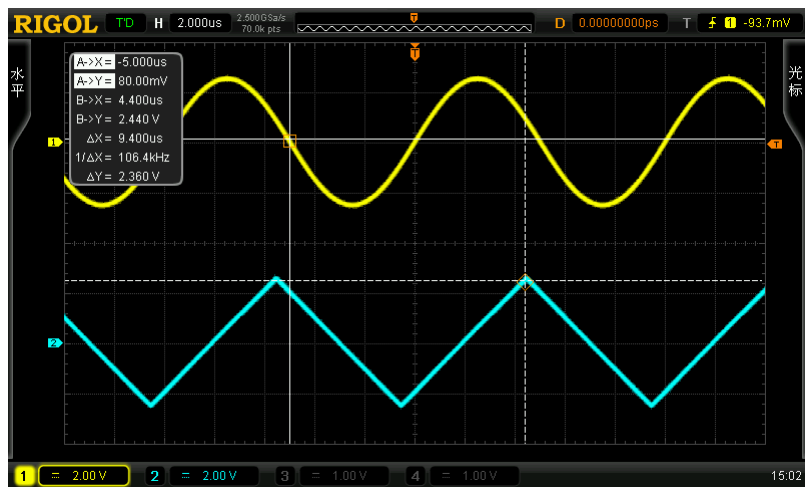 RIGOL T'D H 2.000us 2.500GSa/s 70.0k pts T D 0.00000000ps T 1 -93.7mV
水平
光标
T
A->X= -5.000us
A->Y= 80.00mV
B->X= 4.400us
B->Y= 2.440 V
ΔX= 9.400us
1/ΔX= 106.4kHz
ΔY= 2.360 V
1
T
2
1 = 2.00 V 2 = 2.00 V 3 = 1.00 V 4 = 1.00 V 15:02